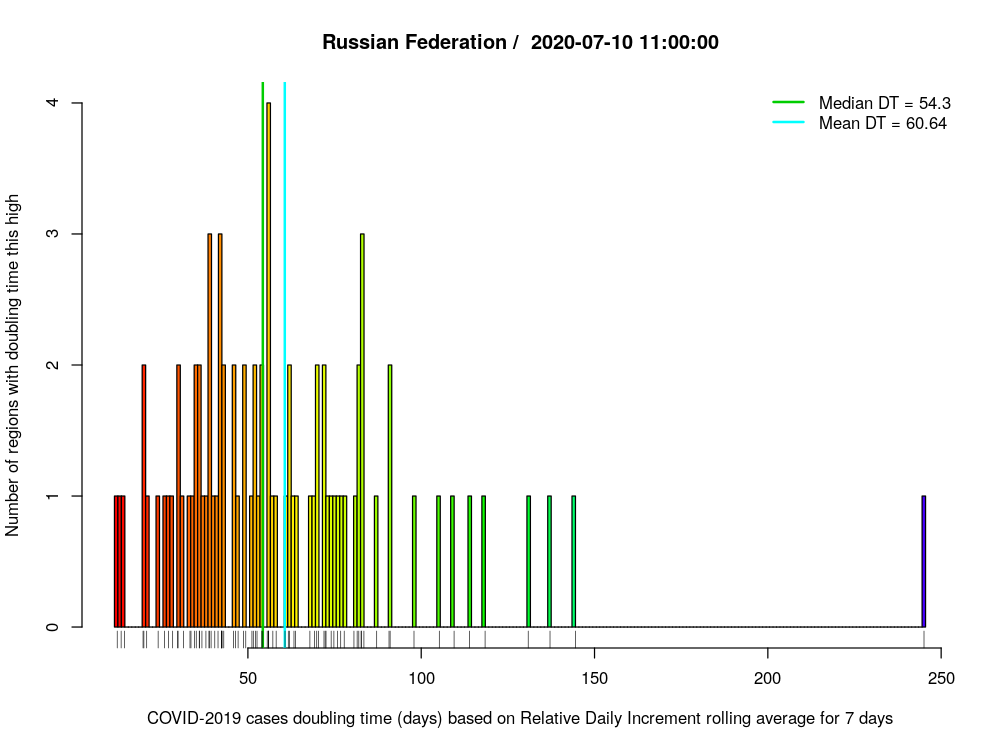 Russian Federation /  2020-07-10 11:00:00
Median DT = 54.3
Mean DT = 60.64
Number of regions with doubling time this high
4
3
2
1
0
50 100 150 200 250
COVID-2019 cases doubling time (days) based on Relative Daily Increment rolling average for 7 days